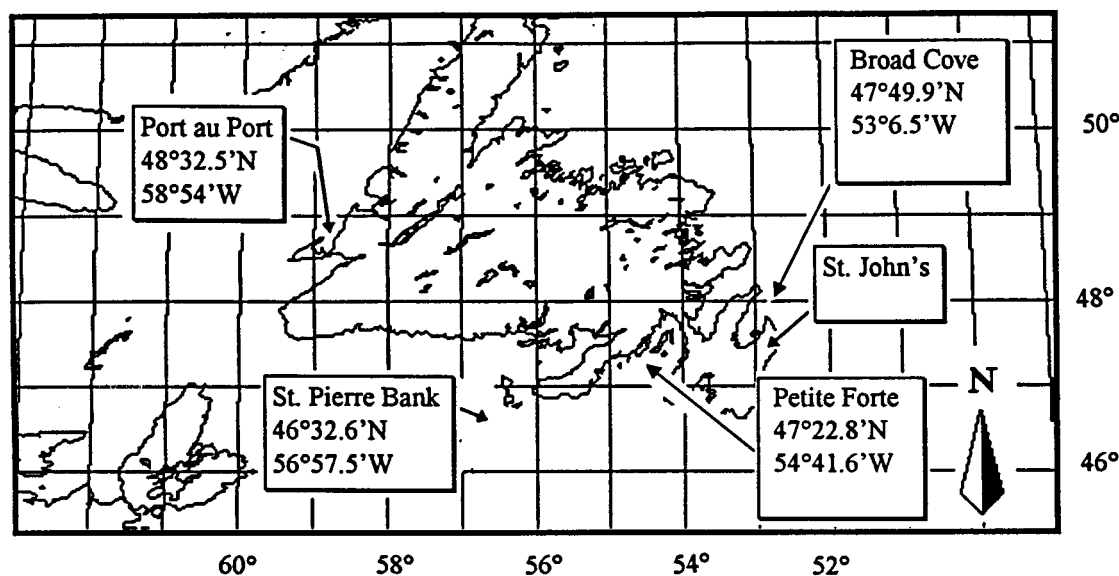 Broad Cove
47°49.9'N
53°6.5'W
Port au Port
48°32.5'N
58°54'W
50°
St. John's
48°
St. Pierre Bank
46°32.6'N
56°57.5'W
Petite Forte
47°22.8'N
54°41.6'W
N
46°
60°
58°
56°
54°
52°